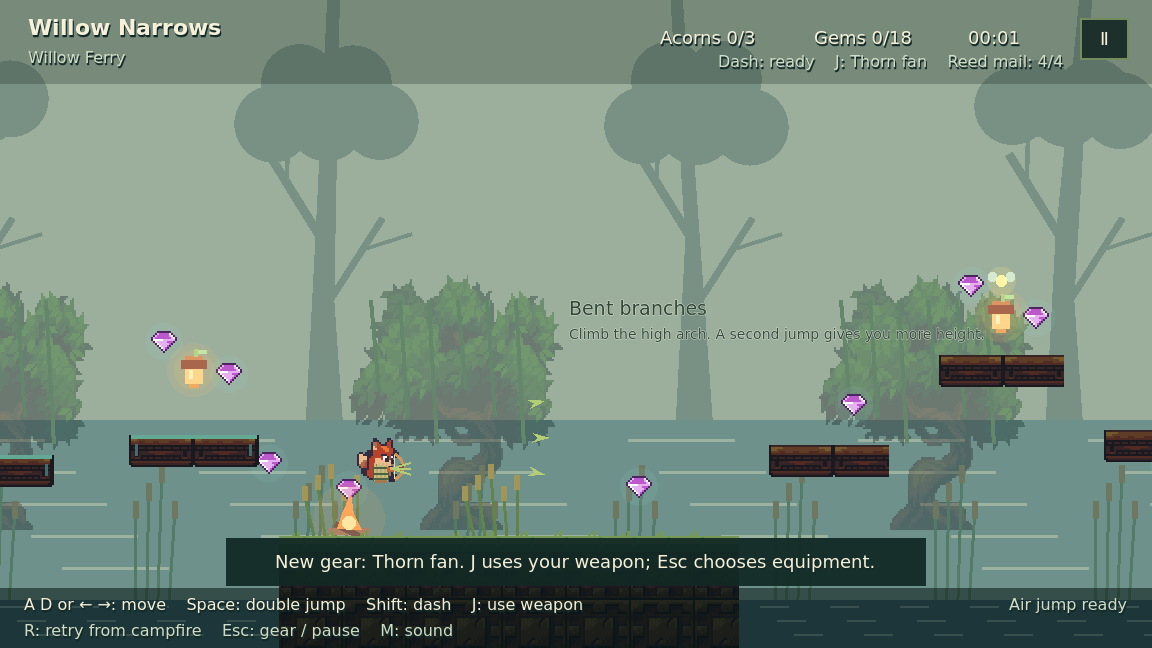 Willow Narrows
Willow Ferry
Acorns 0/3 Gems 0/18 00:01
Dash: ready J: Thorn fan Reed mail: 4/4
Bent branches
Climb the high arch. A second jump gives you more height.
New gear: Thorn fan. J uses your weapon; Esc chooses equipment.
A D or ← →: move Space: double jump Shift: dash J: use weapon
Air jump ready
R: retry from campfire Esc: gear / pause M: sound